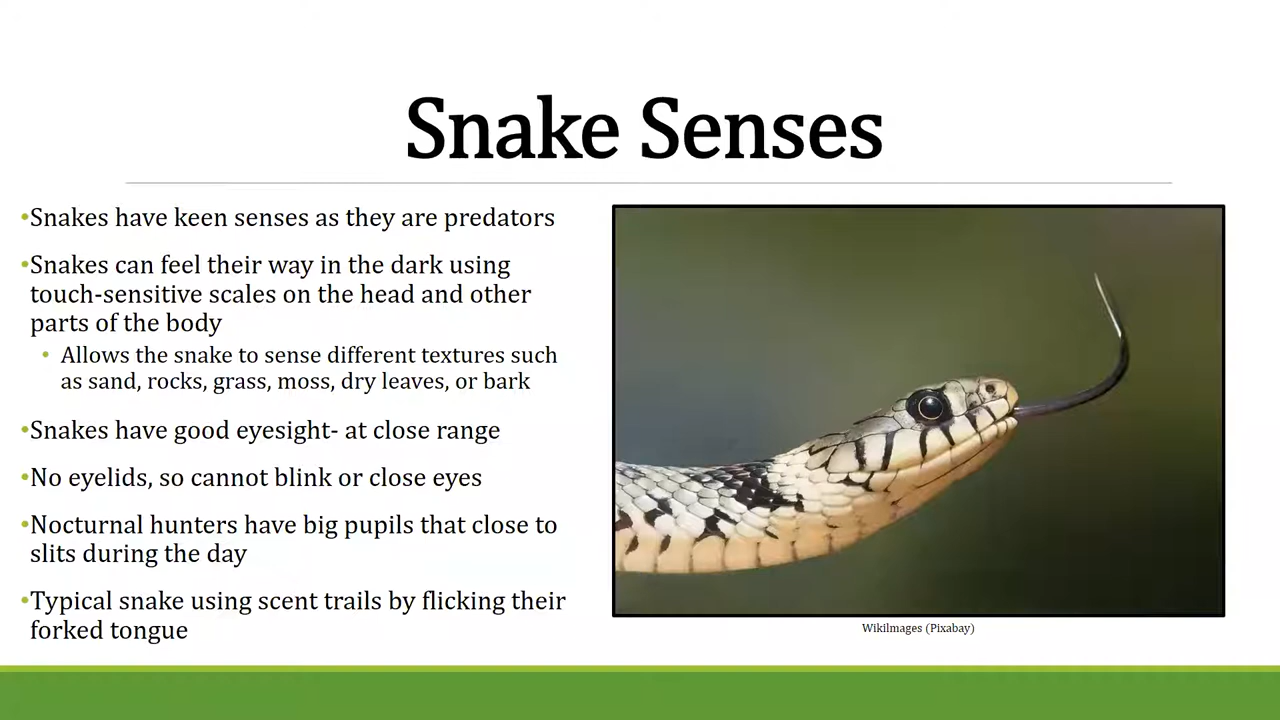 Snake Senses
•Snakes have keen senses as they are predators
•Snakes can feel their way in the dark using
touch-sensitive scales on the head and other
parts of the body
• Allows the snake to sense different textures such
as sand, rocks, grass, moss, dry leaves, or bark
•Snakes have good eyesight- at close range
•No eyelids, so cannot blink or close eyes
•Nocturnal hunters have big pupils that close to
slits during the day
•Typical snake using scent trails by flicking their
forked tongue
WikiImages (Pixabay)